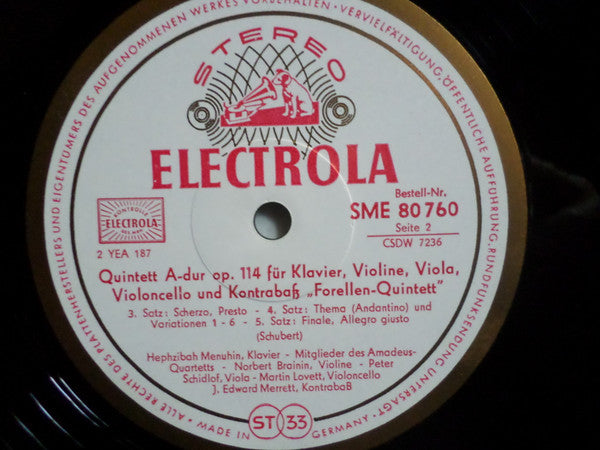 ALLE RECHTE DES PLATTENHERSTELLERS UND EIGENTÜMERS DES AUFGENOMMENEN WERKES VORBEHALTEN · VERVIELFÄLTIGUNG, ÖFFENTLICHE AUFFÜHRUNG, RUNDFUNKSENDUNG UNTERSAGT ·
STEREO
ELECTROLA
Bestell-Nr.
SME 80 760
Seite 2
CSDW 7236
KONTROLLE
ELECTROLA
2 YEA 187
Quintett A-dur op. 114 für Klavier, Violine, Viola,
Violoncello und Kontrabaß „Forellen-Quintett"
3. Satz: Scherzo, Presto - 4. Satz: Thema (Andantino) und
Variationen 1 - 6 - 5. Satz: Finale, Allegro giusto
(Schubert)
Hephzibah Menuhin, Klavier - Mitglieder des Amadeus-
Quartetts - Norbert Brainin, Violine - Peter
Schidlof, Viola - Martin Lovett, Violoncello
J. Edward Merrett, KontrabaB
MADE IN ST 33 GERMANY